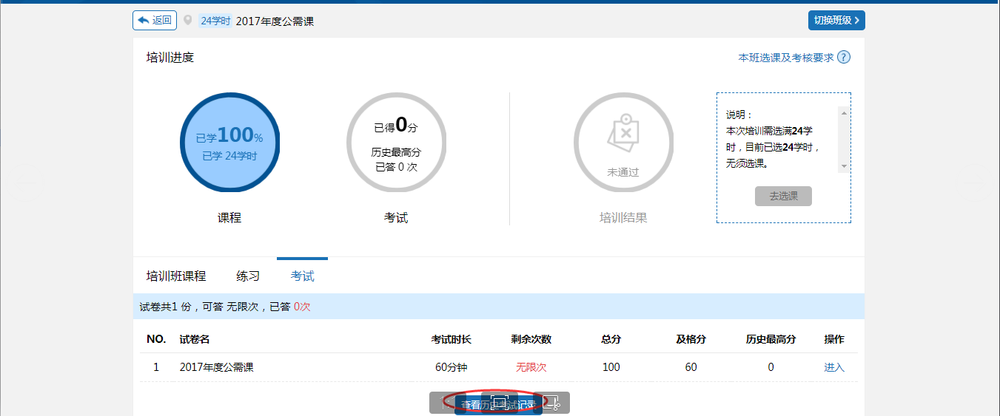 返回 24学时 2017年度公需课 切换班级
培训进度 本班选课及考核要求 ?
已学100%
已学 24学时
课程
已得0分
历史最高分
已答 0 次
考试
未通过
培训结果
说明：
本次培训需选满24学
时，目前已选24学时，
无须选课。
去选课
培训班课程 练习 考试
试卷共1 份，可答 无限次，已答 0次
NO. 试卷名 考试时长 剩余次数 总分 及格分 历史最高分 操作
1 2017年度公需课 60分钟 无限次 100 60 0 进入
查看历史考试记录